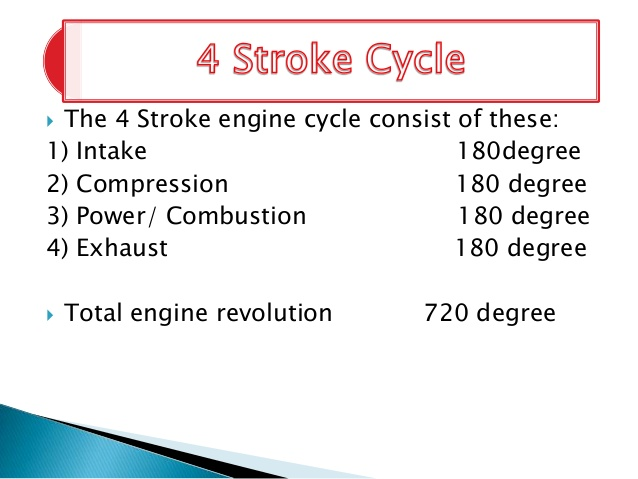 4 Stroke Cycle
The 4 Stroke engine cycle consist of these:
1) Intake 180degree
2) Compression 180 degree
3) Power/ Combustion 180 degree
4) Exhaust 180 degree
Total engine revolution 720 degree